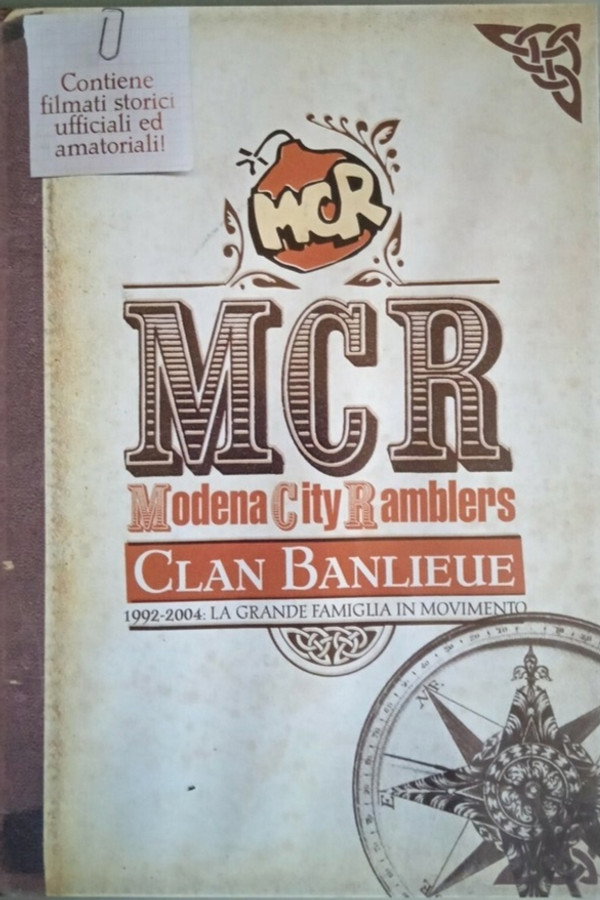 Contiene
filmati storici
ufficiali ed
amatoriali!
MCR
MCR
Modena City Ramblers
CLAN BANLIEUE
1992-2004: LA GRANDE FAMIGLIA IN MOVIMENTO
N.E.
E